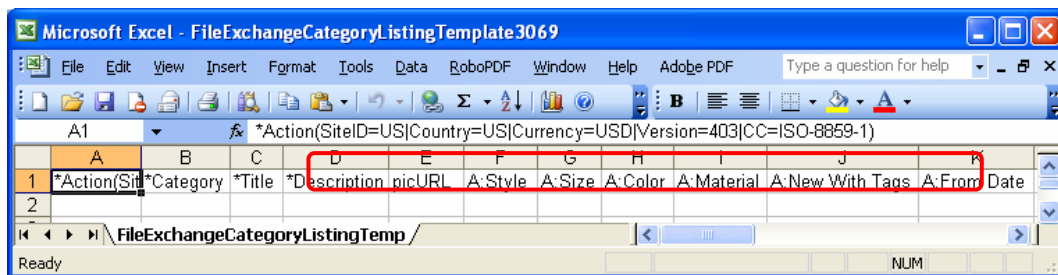 Microsoft Excel - FileExchangeCategoryListingTemplate3069
File Edit View Insert Format Tools Data RoboPDF Window Help Adobe PDF Type a question for help
Σ B A
A1 fx *Action(SiteID=US|Country=US|Currency=USD|Version=403|CC=ISO-8859-1)
A B C D E F G H I J K
1 *Action(Sit *Category *Title *Description picURL A:Style A:Size A:Color A:Material A:New With Tags A:From Date
2
FileExchangeCategoryListingTemp
Ready NUM